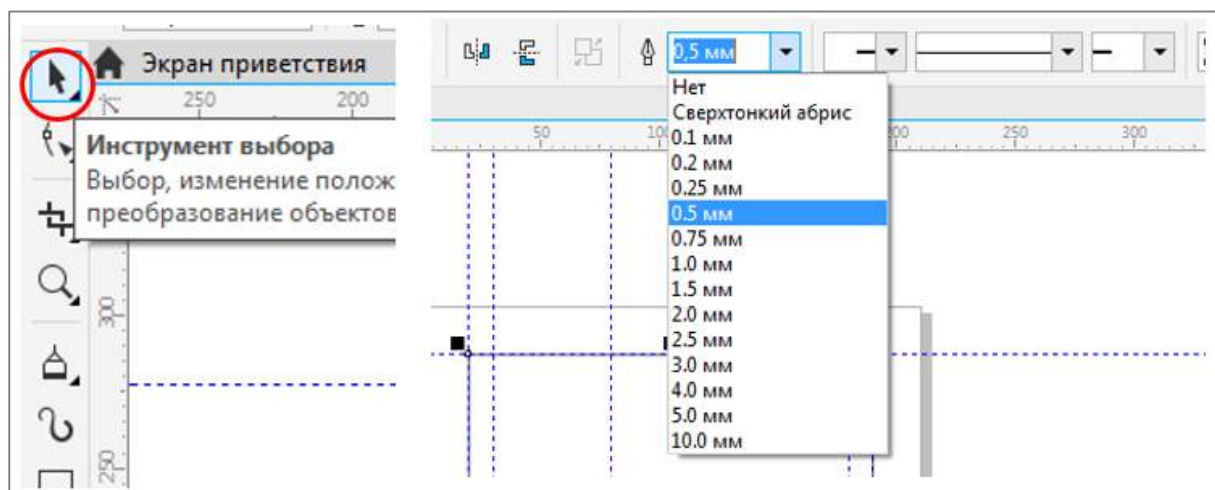 Экран приветствия
250 200
Инструмент выбора
Выбор, изменение полож
преобразование объектов
300
250
0,5 мм
50 100 200 250 300
Нет
Сверхтонкий абрис
0.1 мм
0.2 мм
0.25 мм
0.5 мм
0.75 мм
1.0 мм
1.5 мм
2.0 мм
2.5 мм
3.0 мм
4.0 мм
5.0 мм
10.0 мм